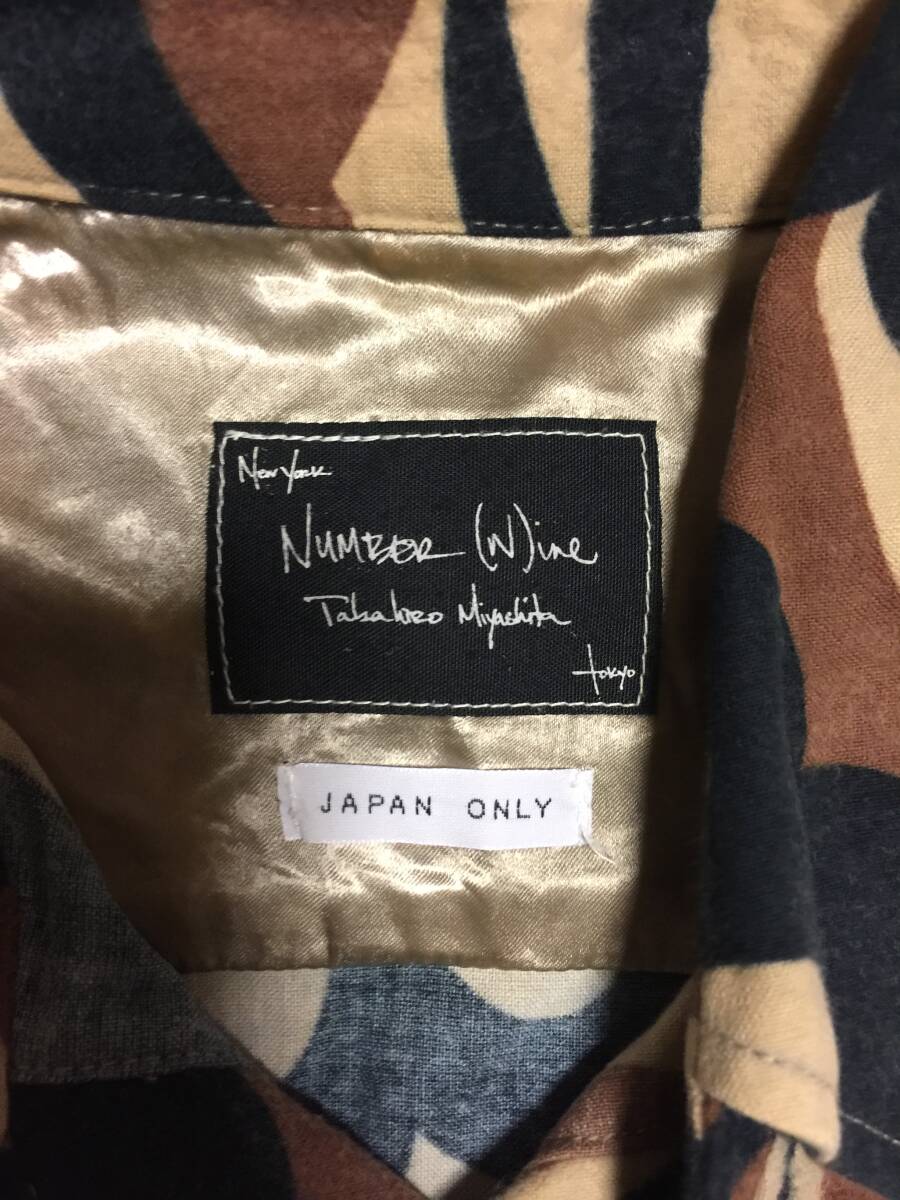 New York
NUMBER (N)ine
Takahiro Miyashita
tokyo
JAPAN ONLY